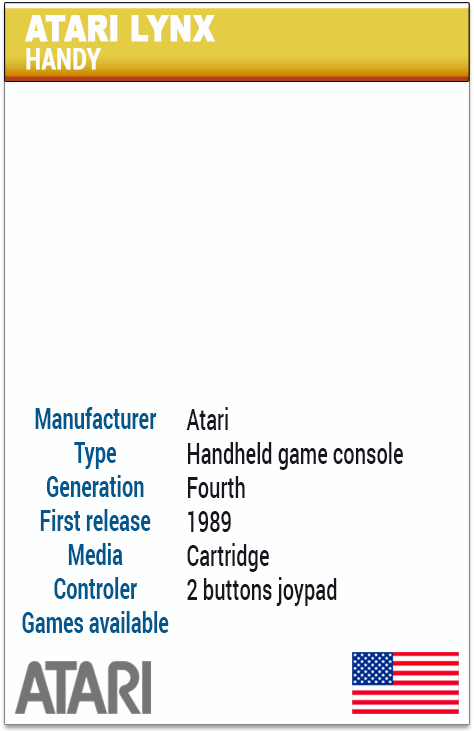 ATARI LYNX
HANDY
Manufacturer Atari
Type Handheld game console
Generation Fourth
First release 1989
Media Cartridge
Controler 2 buttons joypad
Games available
ATARI